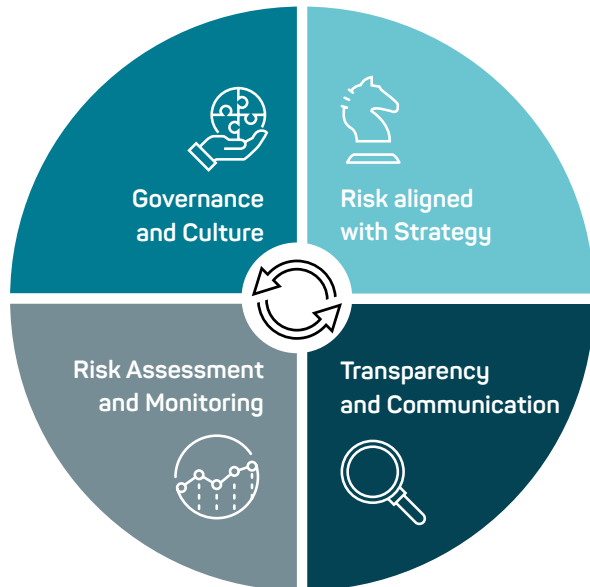 Governance
and Culture
Risk aligned
with Strategy
Risk Assessment
and Monitoring
Transparency
and Communication